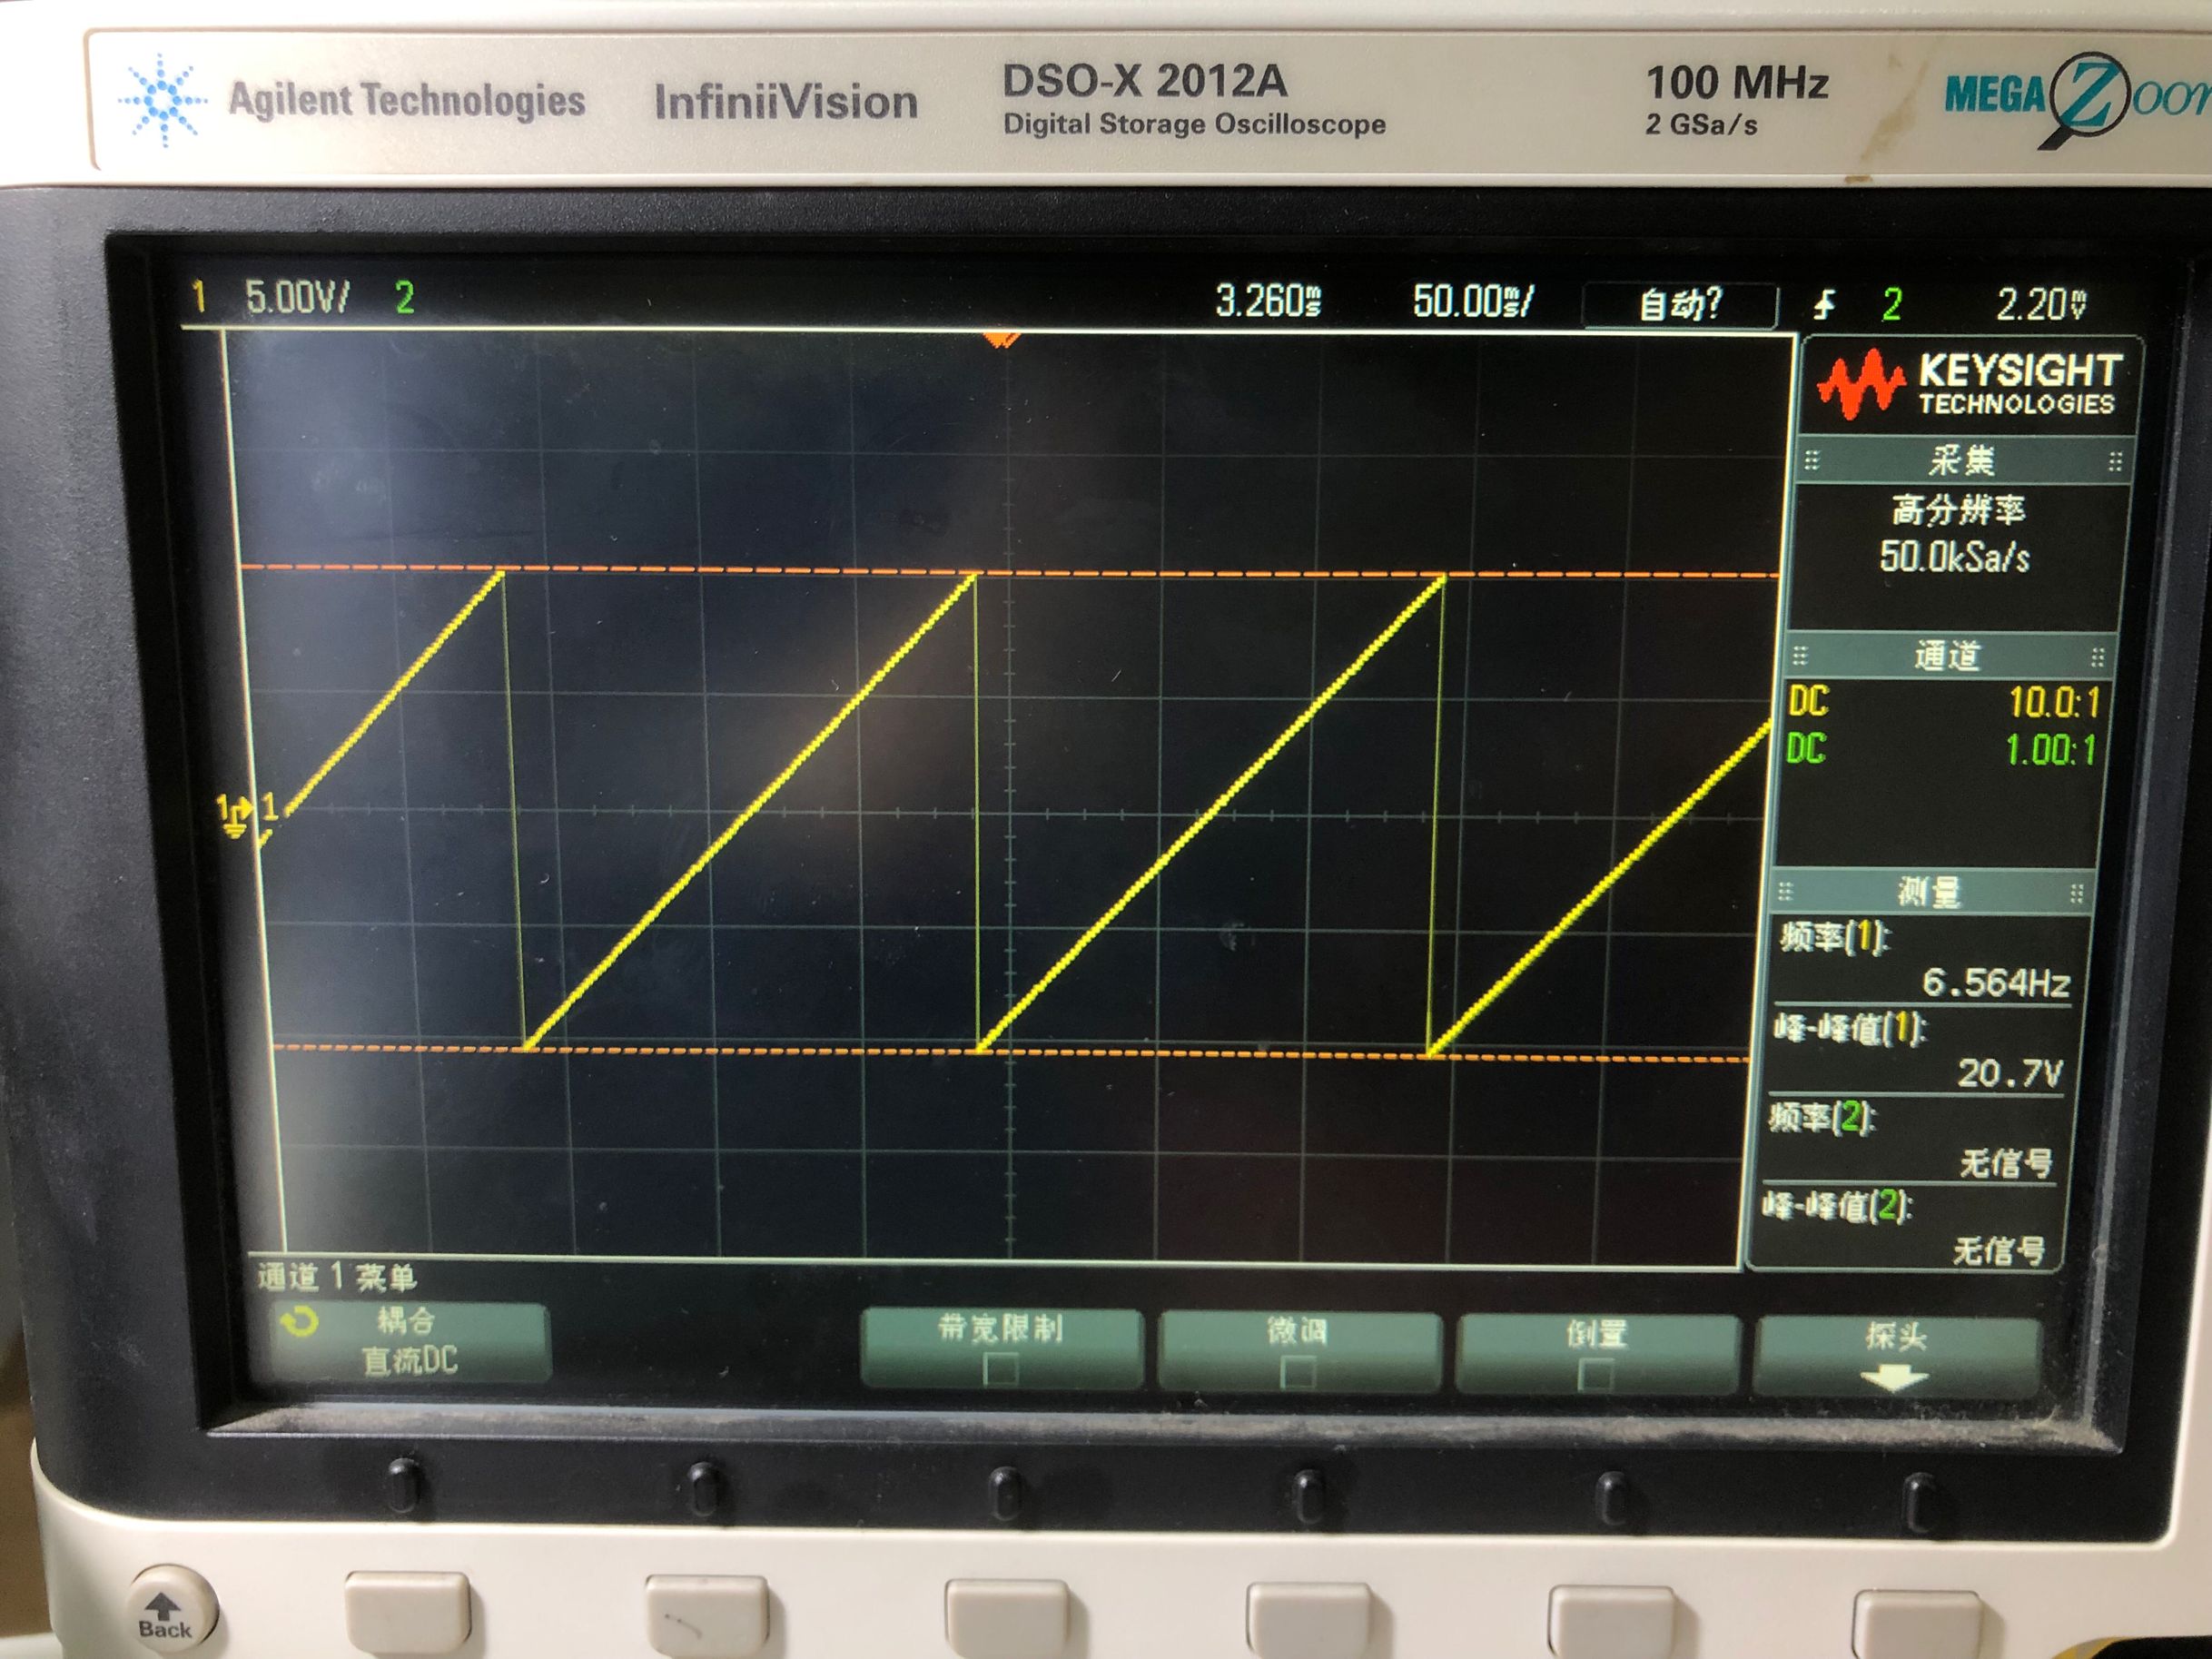 Agilent Technologies InfiniiVision DSO-X 2012A 100 MHz MEGA Zoom
Digital Storage Oscilloscope 2 GSa/s
1 5.00V/ 2 3.260ms 50.00ms/ 自动? 2 2.20mV
KEYSIGHT
TECHNOLOGIES
采集
高分辨率
50.0kSa/s
通道
DC 10.0:1
DC 1.00:1
1 1
测量
频率(1):
6.564Hz
峰-峰值(1):
20.7V
频率(2):
无信号
峰-峰值(2):
无信号
通道 1 菜单
耦合 带宽限制 微调 倒置 探头
直流DC
Back